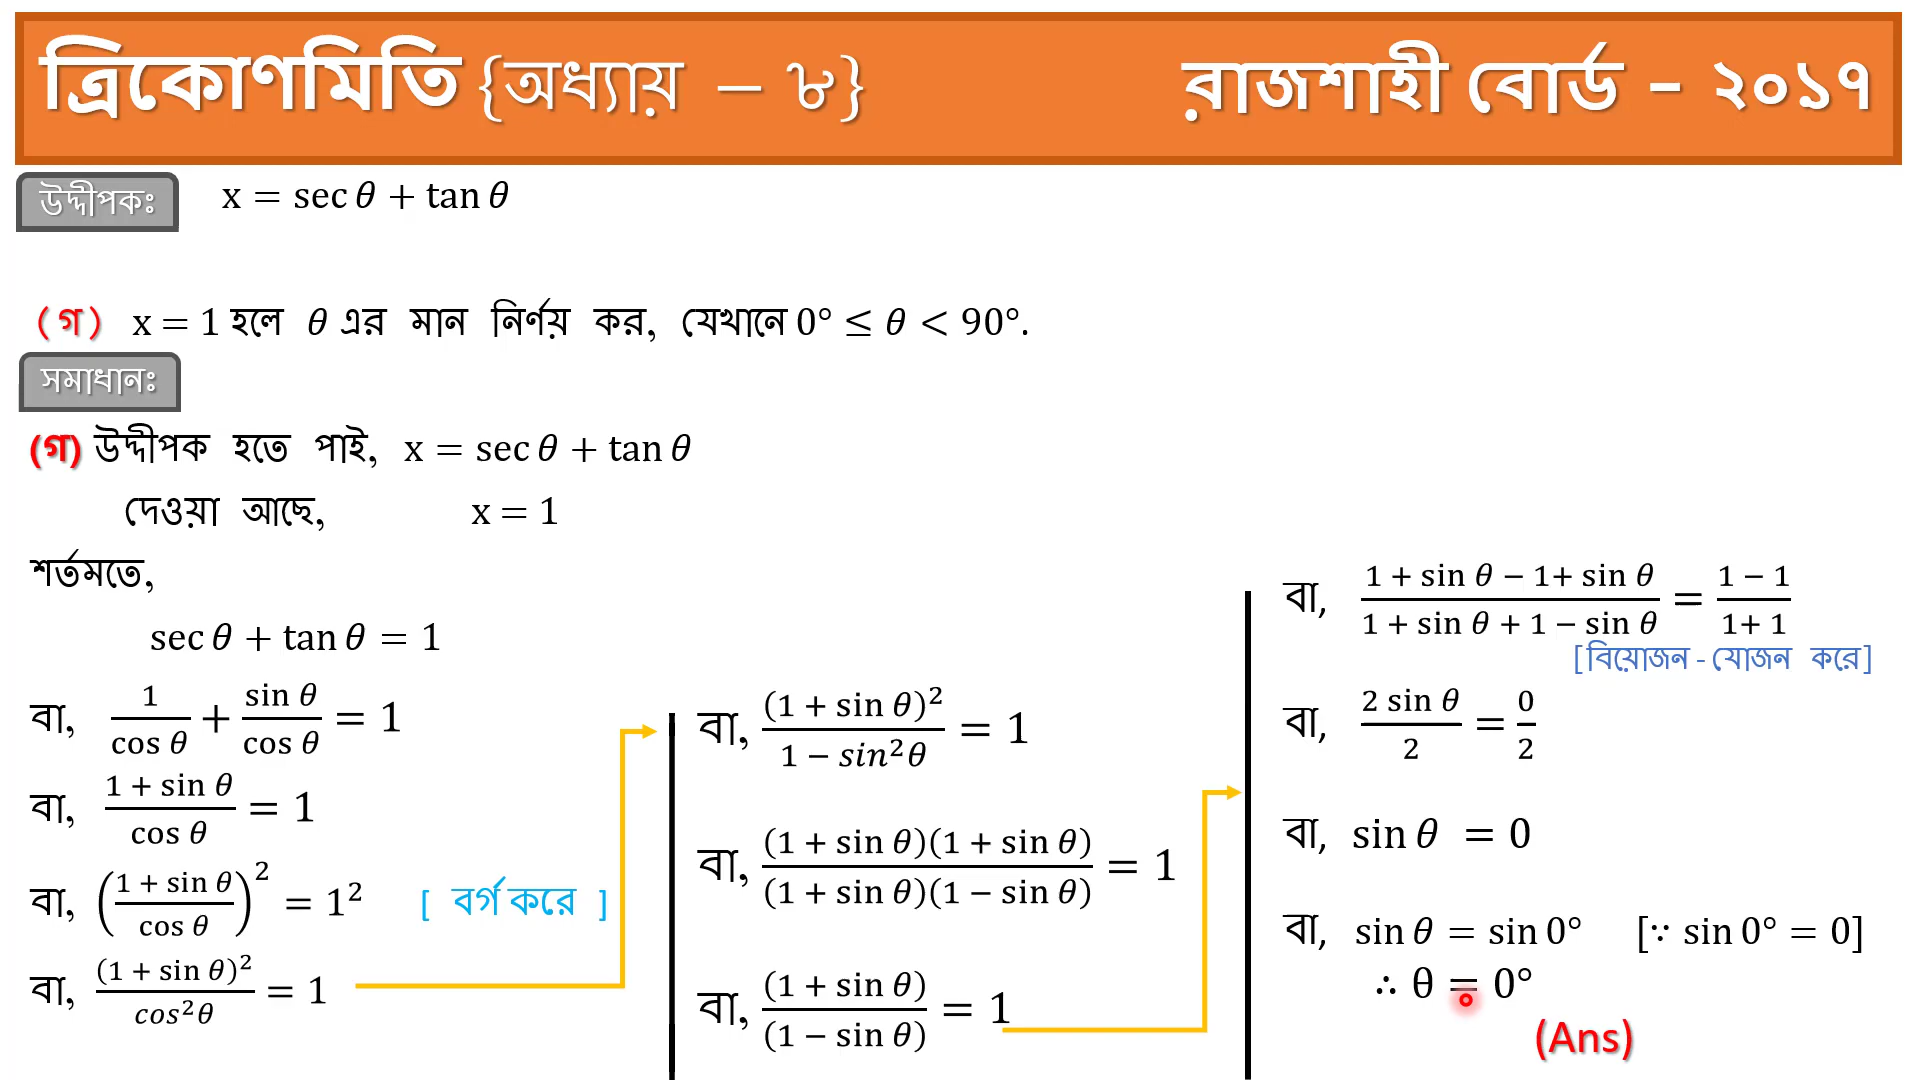 ত্রিকোণমিতি {অধ্যায় – ৮} রাজশাহী বোর্ড – ২০১৭
উদ্দীপকঃ x = sec θ + tan θ
(গ) x = 1 হলে θ এর মান নির্ণয় কর, যেখানে 0° ≤ θ < 90°.
সমাধানঃ
(গ) উদ্দীপক হতে পাই, x = sec θ + tan θ
দেওয়া আছে, x = 1
শর্তমতে,
sec θ + tan θ = 1
বা, 1/cos θ + sin θ/cos θ = 1
বা, (1 + sin θ)/cos θ = 1
বা, ((1 + sin θ)/cos θ)² = 1² [ বর্গ করে ]
বা, (1 + sin θ)²/cos²θ = 1
বা, (1 + sin θ)²/(1 − sin²θ) = 1
বা, (1 + sin θ)(1 + sin θ)/(1 + sin θ)(1 − sin θ) = 1
বা, (1 + sin θ)/(1 − sin θ) = 1
বা, (1 + sin θ − 1+ sin θ)/(1 + sin θ + 1 − sin θ) = (1 − 1)/(1+ 1)
[বিয়োজন - যোজন করে]
বা, 2 sin θ/2 = 0/2
বা, sin θ = 0
বা, sin θ = sin 0° [∵ sin 0° = 0]
∴ θ = 0°
(Ans)